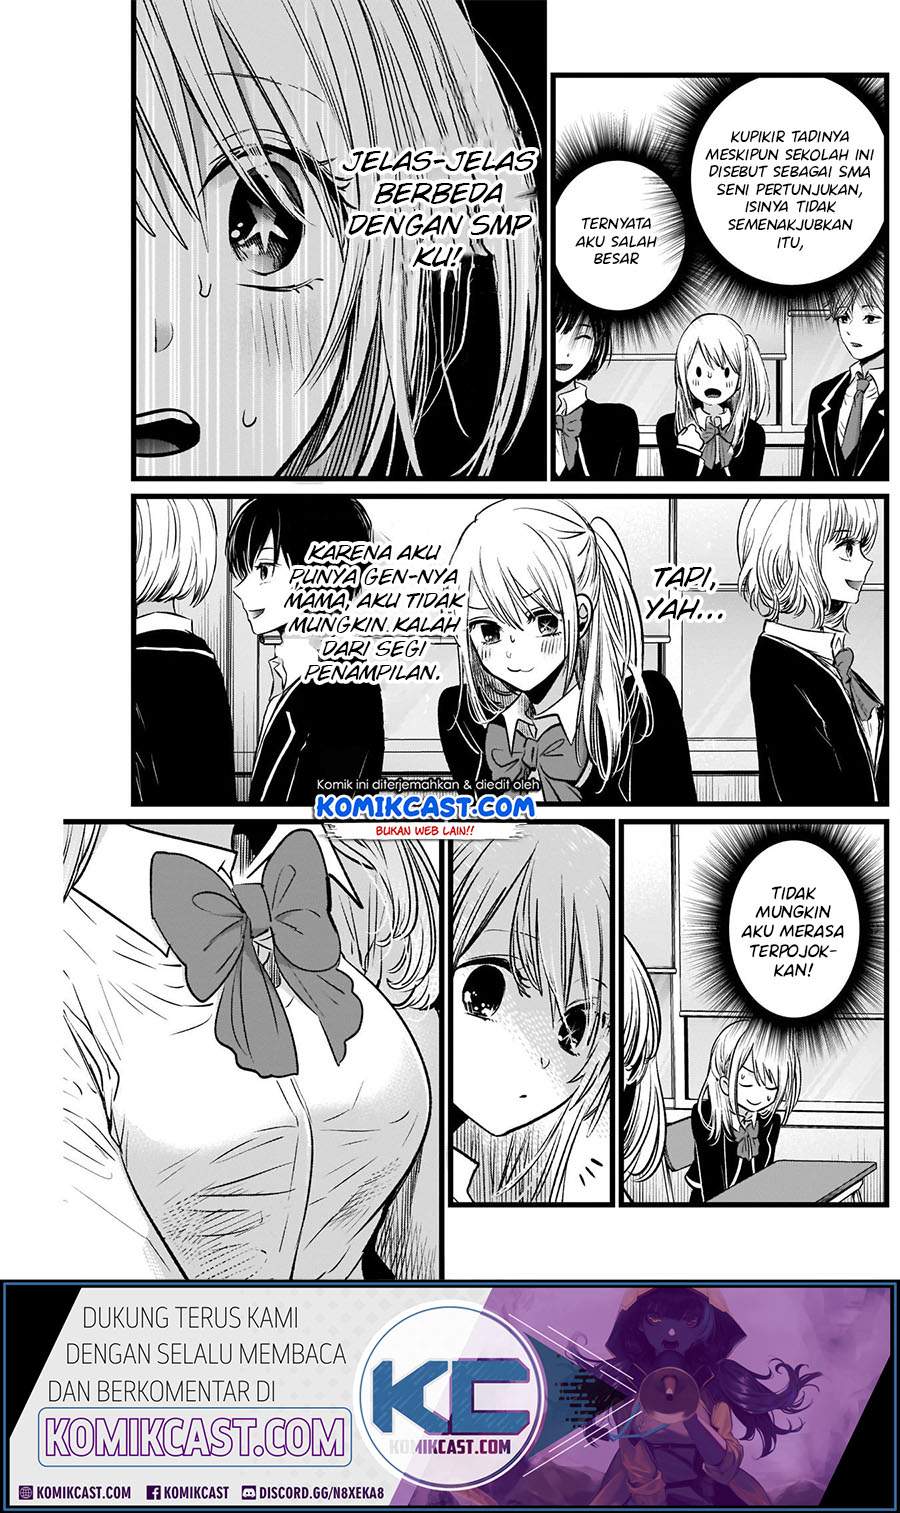 KUPIKIR TADINYA
MESKIPUN SEKOLAH INI
DISEBUT SEBAGAI SMA
SENI PERTUNJUKAN,
ISINYA TIDAK
SEMENAKJUBKAN
ITU,
TERNYATA
AKU SALAH
BESAR
JELAS-JELAS
BERBEDA
DENGAN SMP
KU!
TAPI,
YAH...
KARENA AKU
PUNYA GEN-NYA
MAMA, AKU TIDAK
MUNGKIN KALAH
DARI SEGI
PENAMPILAN.
Komik ini diterjemahkan & diedit oleh
KOMIKCAST.COM
BUKAN WEB LAIN!!
TIDAK
MUNGKIN
AKU MERASA
TERPOJOK-
KAN!
DUKUNG TERUS KAMI
DENGAN SELALU MEMBACA
DAN BERKOMENTAR DI
KOMIKCAST.COM
KC
KOMIKCAST.COM
KOMIKCAST.COM KOMIKCAST DISCORD.GG/N8XEKA8